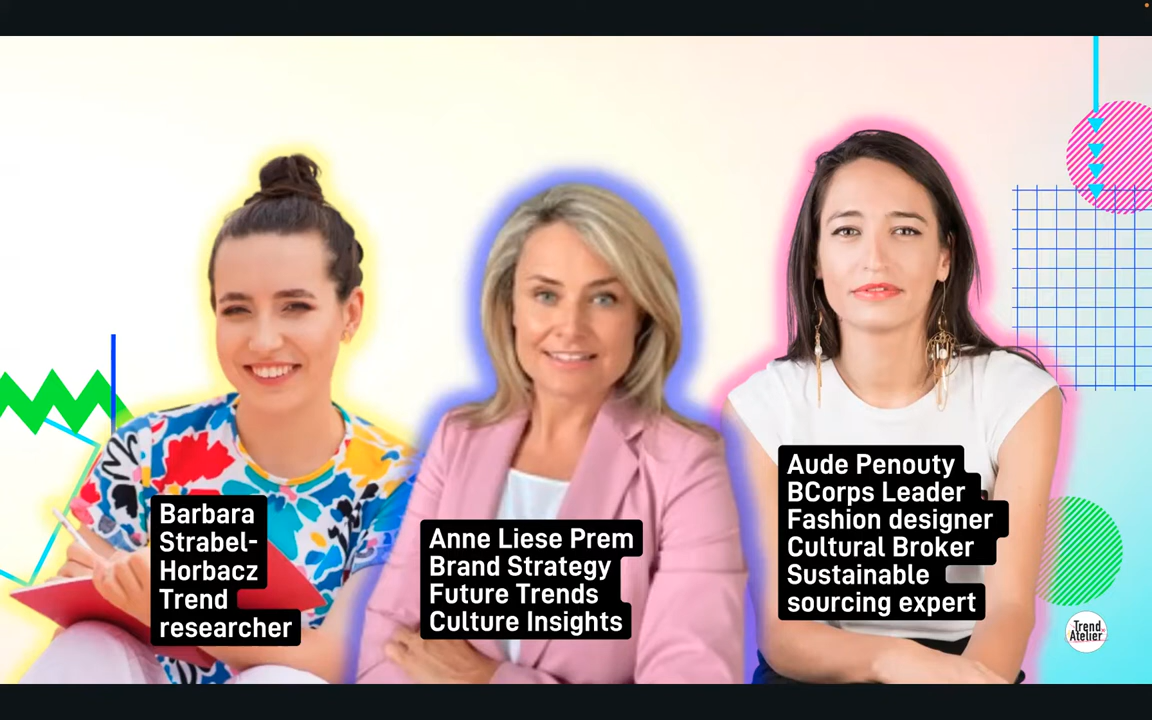 Barbara
Strabel-
Horbacz
Trend
researcher
Anne Liese Prem
Brand Strategy
Future Trends
Culture Insights
Aude Penouty
BCorps Leader
Fashion designer
Cultural Broker
Sustainable
sourcing expert
Trend
Atelier